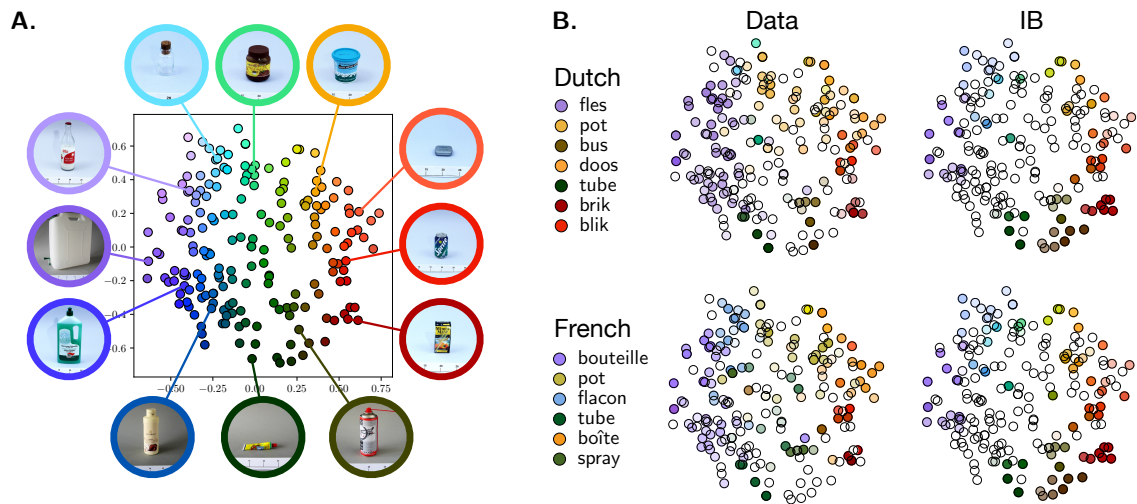 A.
B.
Data
IB
Dutch
fles
pot
bus
doos
tube
brik
blik
French
bouteille
pot
flacon
tube
boîte
spray
0.6
0.4
0.2
0.0
−0.2
−0.4
−0.6
−0.50
−0.25
0.00
0.25
0.50
0.75